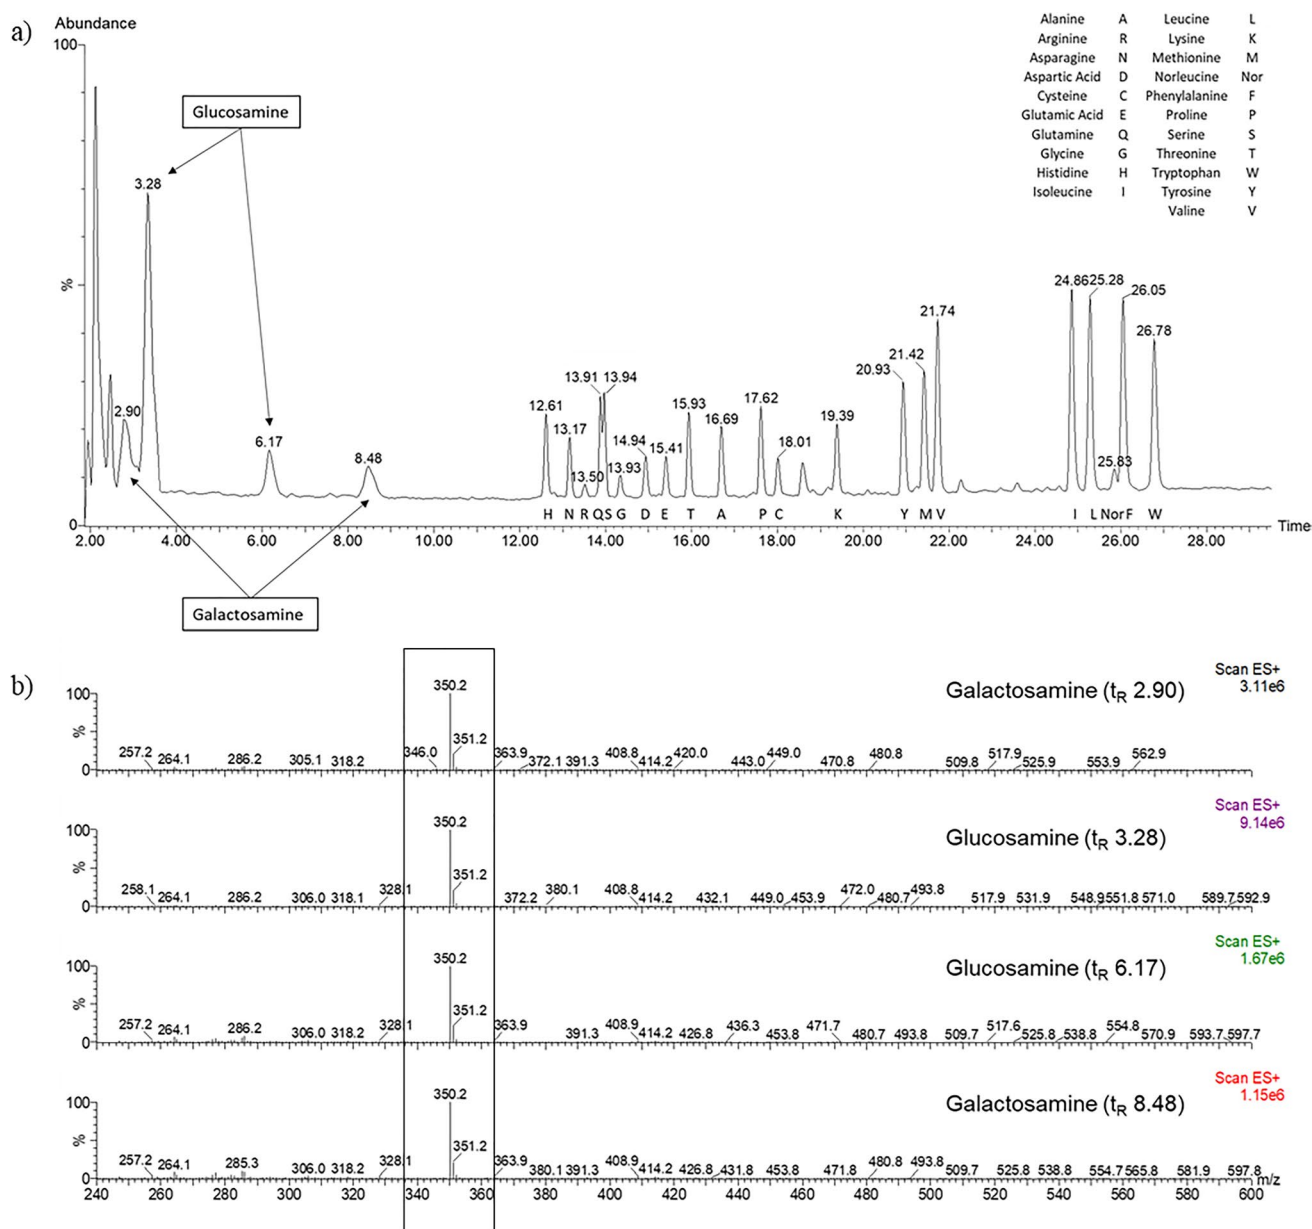 a)
Abundance
Alanine A Leucine L
Arginine R Lysine K
Asparagine N Methionine M
Aspartic Acid D Norleucine Nor
Cysteine C Phenylalanine F
Glutamic Acid E Proline P
Glutamine Q Serine S
Glycine G Threonine T
Histidine H Tryptophan W
Isoleucine I Tyrosine Y
Valine V
100
%
0
Glucosamine
3.28
2.90
6.17
8.48
12.61
13.17
13.50
13.91
13.94
13.93
14.94
15.41
15.93
16.69
17.62
18.01
19.39
20.93
21.42
21.74
24.86
25.28
25.83
26.05
26.78
H N R Q S G D E T A P C K Y M V I L Nor F W
2.00 4.00 6.00 8.00 10.00 12.00 14.00 16.00 18.00 20.00 22.00 24.00 26.00 28.00 Time
Galactosamine
b)
Galactosamine (tR 2.90)
Scan ES+
3.11e6
100
%
0
257.2 264.1 286.2 305.1 318.2 346.0 350.2 351.2 363.9 372.1 391.3 408.8 414.2 420.0 443.0 449.0 470.8 480.8 509.8 517.9 525.9 553.9 562.9
Glucosamine (tR 3.28)
Scan ES+
9.14e6
100
%
0
258.1 264.1 286.2 306.0 318.1 328.1 350.2 351.2 372.2 380.1 408.8 414.2 432.1 449.0 453.9 472.0 480.7 493.8 517.9 531.9 548.9 551.8 571.0 589.7 592.9
Glucosamine (tR 6.17)
Scan ES+
1.67e6
100
%
0
257.2 264.1 286.2 306.0 318.2 328.1 350.2 351.2 363.9 391.3 408.9 414.2 426.8 436.3 453.8 471.7 480.7 493.8 509.7 517.6 525.8 538.8 554.8 570.9 593.7 597.7
Galactosamine (tR 8.48)
Scan ES+
1.15e6
100
%
0
257.2 264.1 285.3 306.0 318.2 328.1 350.2 351.2 363.9 380.1 391.3 408.9 414.2 426.8 431.8 453.8 471.8 480.8 493.8 509.7 525.8 538.8 554.7 565.8 581.9 597.8
240 260 280 300 320 340 360 380 400 420 440 460 480 500 520 540 560 580 600 m/z